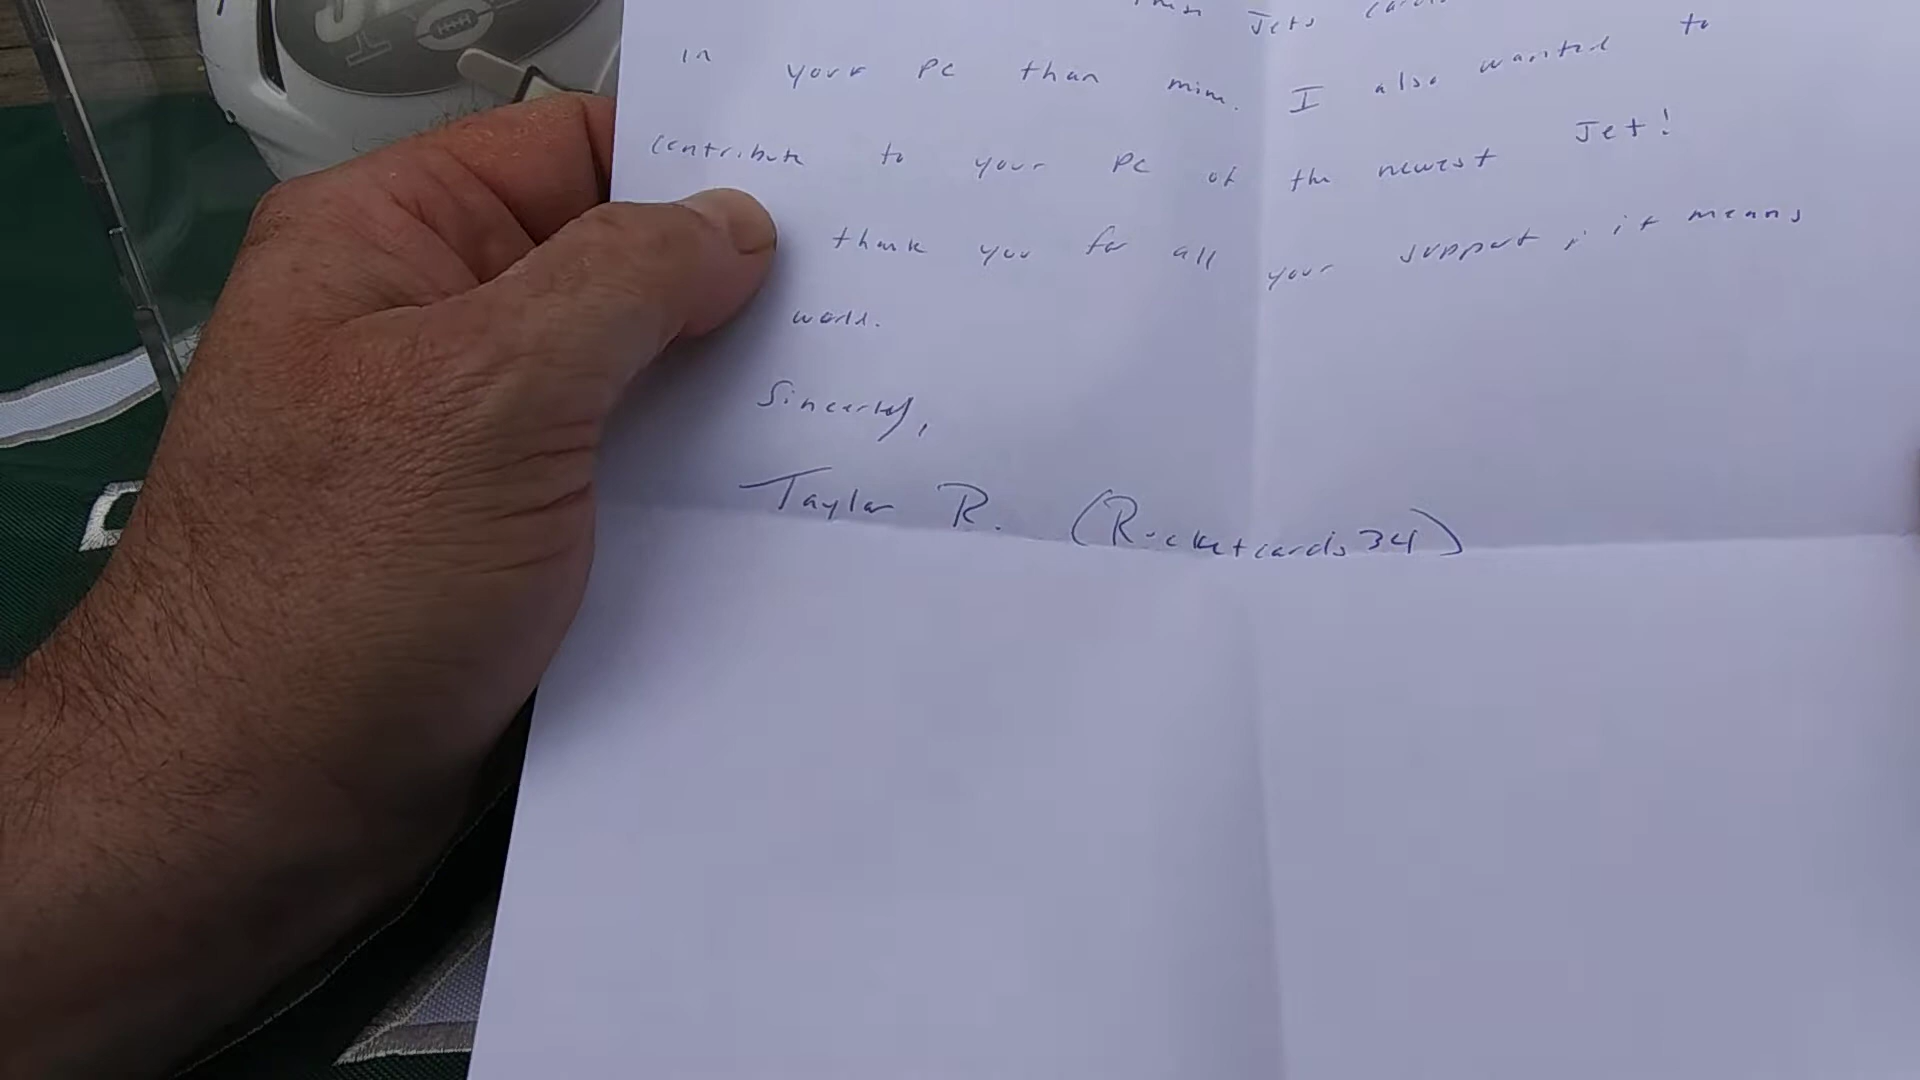 Jets cards
in your PC than mine. I also wanted to
contribute to your PC of the newest Jet!
thank you for all your support, it means
world.
Sincerely,
Taylor R. (Rocketcards34)